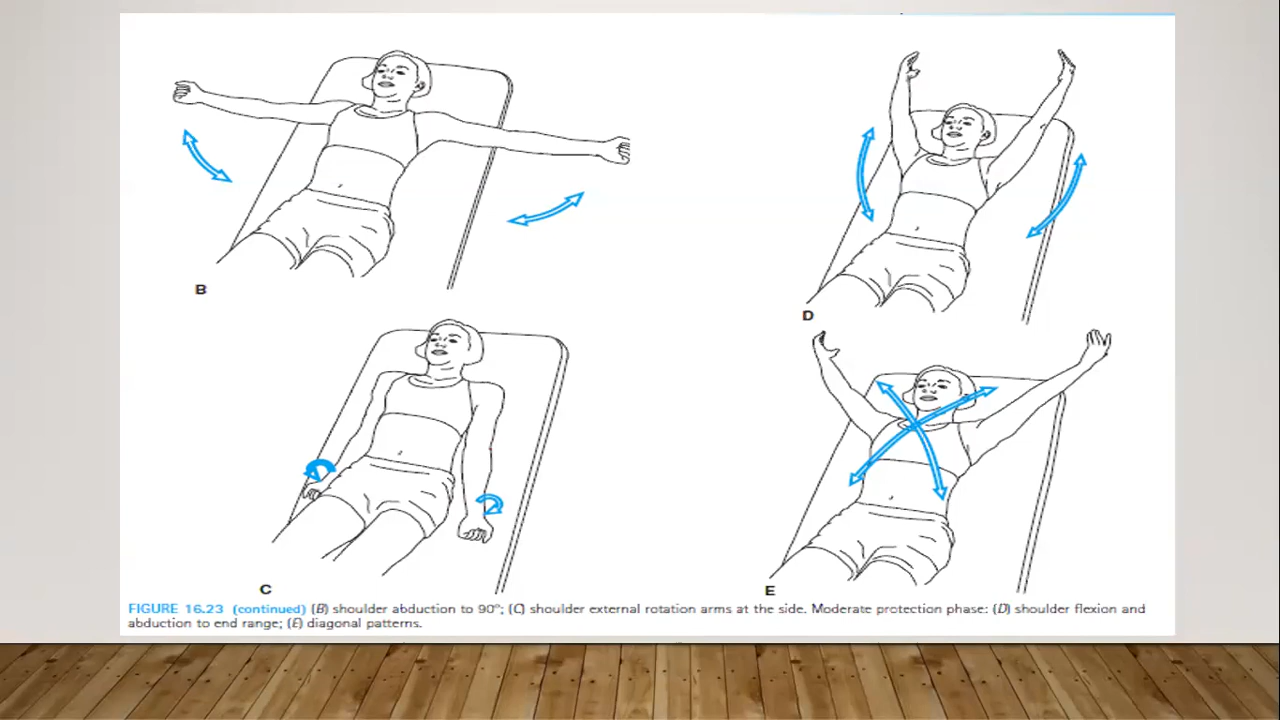 B
D
C
E
FIGURE 16.23 (continued) (B) shoulder abduction to 90°; (C) shoulder external rotation arms at the side. Moderate protection phase: (D) shoulder flexion and
abduction to end range; (E) diagonal patterns.